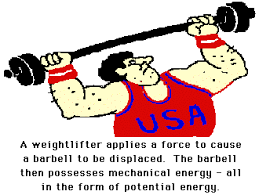 USA
A weightlifter applies a force to cause
a barbell to be displaced. The barbell
then possesses mechanical energy - all
in the form of potential energy.